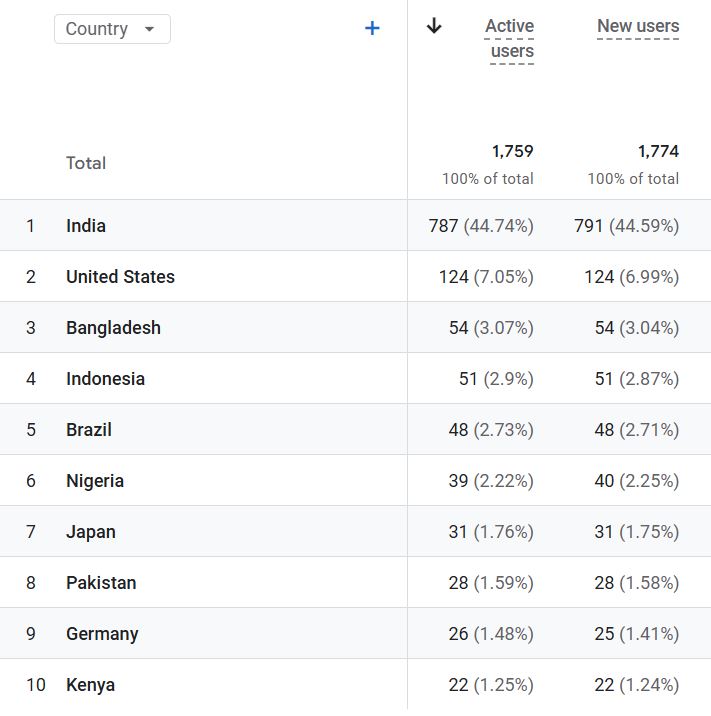 Country
Active users
New users
Total
1,759
1,774
100% of total
100% of total
1 India 787 (44.74%) 791 (44.59%)
2 United States 124 (7.05%) 124 (6.99%)
3 Bangladesh 54 (3.07%) 54 (3.04%)
4 Indonesia 51 (2.9%) 51 (2.87%)
5 Brazil 48 (2.73%) 48 (2.71%)
6 Nigeria 39 (2.22%) 40 (2.25%)
7 Japan 31 (1.76%) 31 (1.75%)
8 Pakistan 28 (1.59%) 28 (1.58%)
9 Germany 26 (1.48%) 25 (1.41%)
10 Kenya 22 (1.25%) 22 (1.24%)